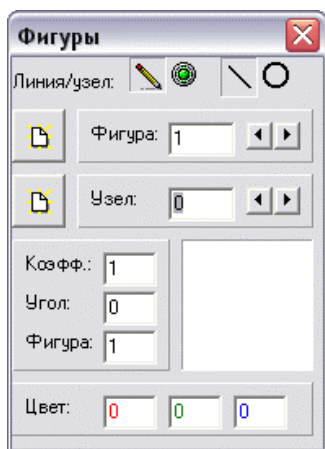 Фигуры
Линия/узел:
Фигура: 1
Узел: 0
Коэфф.: 1
Угол: 0
Фигура: 1
Цвет: 0 0 0